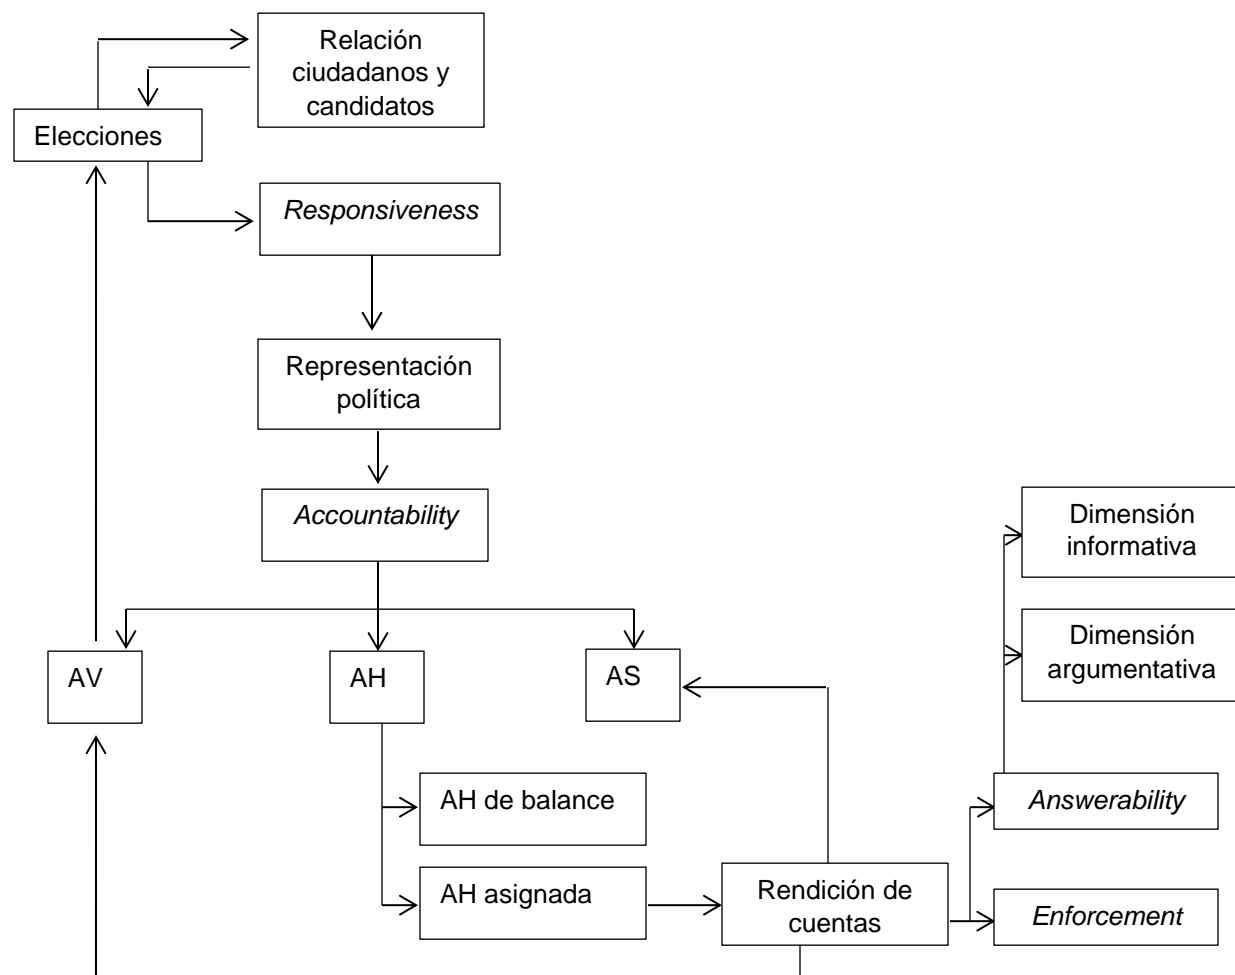 Relación
ciudadanos y
candidatos
Elecciones
Responsiveness
Representación
política
Accountability
Dimensión
informativa
Dimensión
argumentativa
AV
AH
AS
AH de balance
Answerability
AH asignada
Rendición de
cuentas
Enforcement